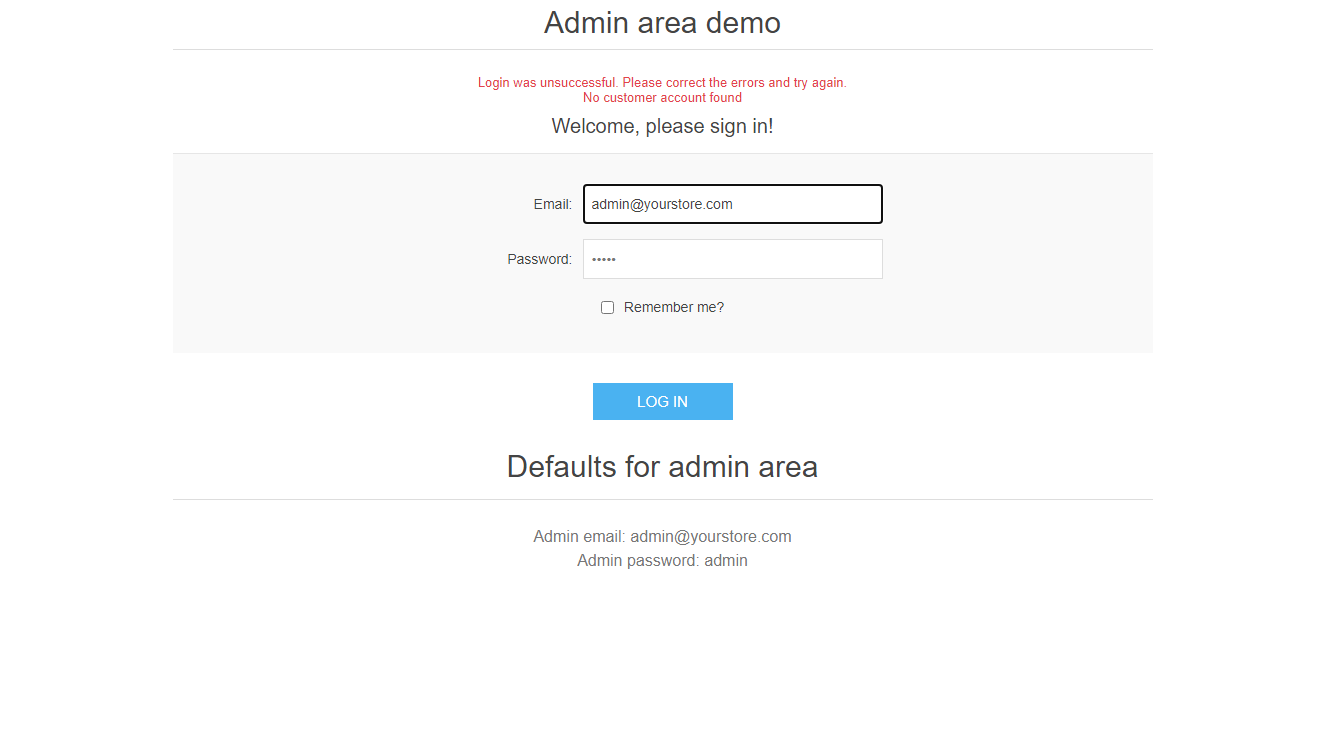 Admin area demo
Login was unsuccessful. Please correct the errors and try again.
No customer account found
Welcome, please sign in!
Email: admin@yourstore.com
Password: •••••
Remember me?
LOG IN
Defaults for admin area
Admin email: admin@yourstore.com
Admin password: admin